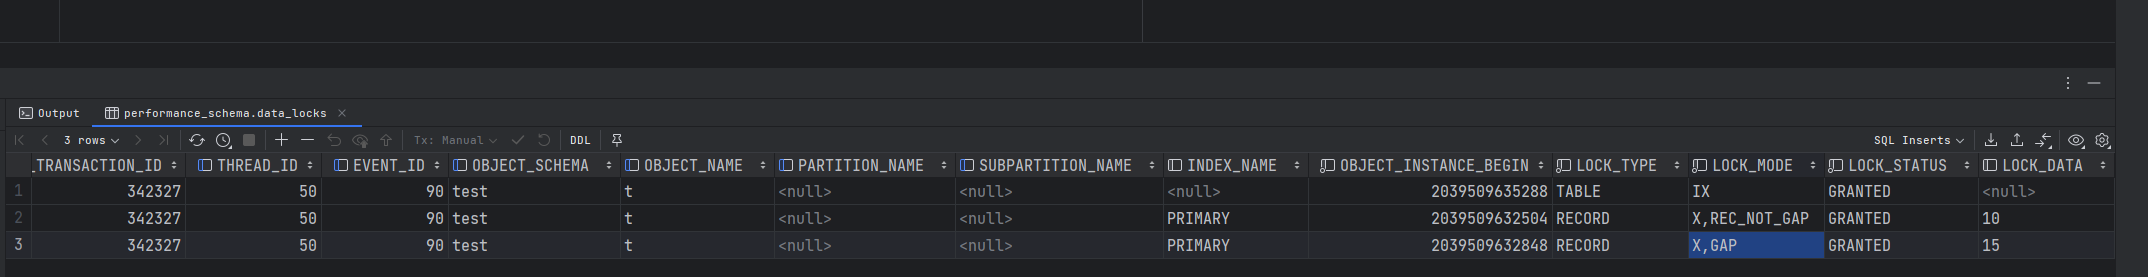 Output performance_schema.data_locks
3 rows Tx: Manual DDL SQL Inserts
_TRANSACTION_ID THREAD_ID EVENT_ID OBJECT_SCHEMA OBJECT_NAME PARTITION_NAME SUBPARTITION_NAME INDEX_NAME OBJECT_INSTANCE_BEGIN LOCK_TYPE LOCK_MODE LOCK_STATUS LOCK_DATA
1 342327 50 90 test t <null> <null> <null> 2039509635288 TABLE IX GRANTED <null>
2 342327 50 90 test t <null> <null> PRIMARY 2039509632504 RECORD X,REC_NOT_GAP GRANTED 10
3 342327 50 90 test t <null> <null> PRIMARY 2039509632848 RECORD X,GAP GRANTED 15